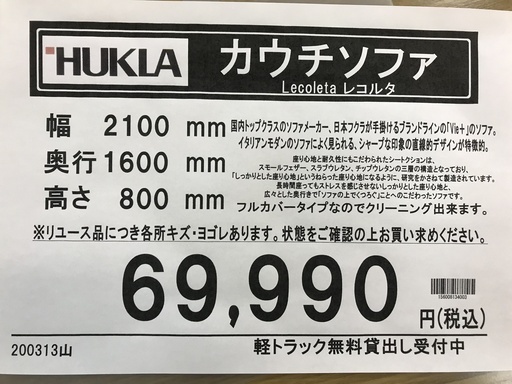 HUKLA カウチソファ
Lecoleta レコルタ
幅 2100 mm
奥行1600 mm
高さ 800 mm
国内トップクラスのソファメーカー、日本フクラが手掛けるブランドラインの「Vie+」のソファ。
イタリアンモダンのソファによく見られる、シャープな印象の直線的デザインが特徴的。
座り心地と耐久性にもこだわれたシートクションは、
スモールフェザー、スラブウレタン、チップウレタンの三層の構造となっており、
「しっかりとした座り心地」というわらった座り心地になるように、研究をかさねて製造されています。
長時間座ってもストレスを感じさせないしっかりとした座り心地と、
広々とした奥行きで「ソファの上でくつろぐ」ことへのこだわったソファです。
フルカバータイプなのでクリーニング出来ます。
※リユース品につき各所キズ・ヨゴレあります。状態をご確認の上お買い求めください。
69,990 円(税込)
156008134003
200313山
軽トラック無料貸出し受付中